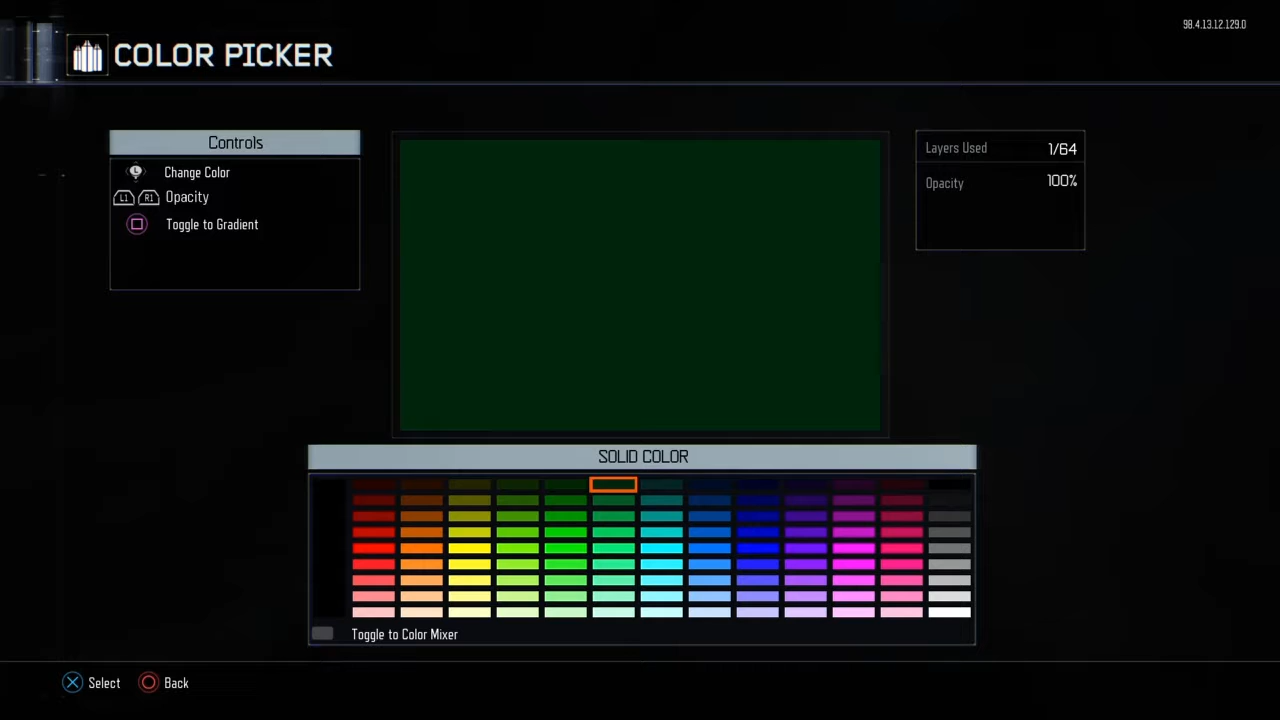 98.4.13.12.129.0
COLOR PICKER
Controls
L Change Color
L1 R1 Opacity
Toggle to Gradient
Layers Used 1/64
Opacity 100%
SOLID COLOR
Toggle to Color Mixer
Select Back